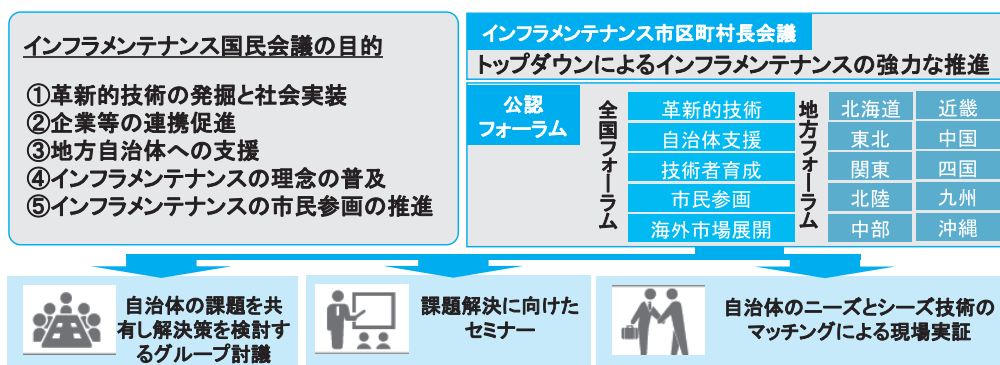 インフラメンテナンス国民会議の目的
①革新的技術の発掘と社会実装
②企業等の連携促進
③地方自治体への支援
④インフラメンテナンスの理念の普及
⑤インフラメンテナンスの市民参画の推進
インフラメンテナンス市区町村長会議
トップダウンによるインフラメンテナンスの強力な推進
公認
フォーラム
全国フォーラム
革新的技術
自治体支援
技術者育成
市民参画
海外市場展開
地方フォーラム
北海道
東北
関東
北陸
中部
近畿
中国
四国
九州
沖縄
自治体の課題を共
有し解決策を検討す
るグループ討議
課題解決に向けた
セミナー
自治体のニーズとシーズ技術の
マッチングによる現場実証